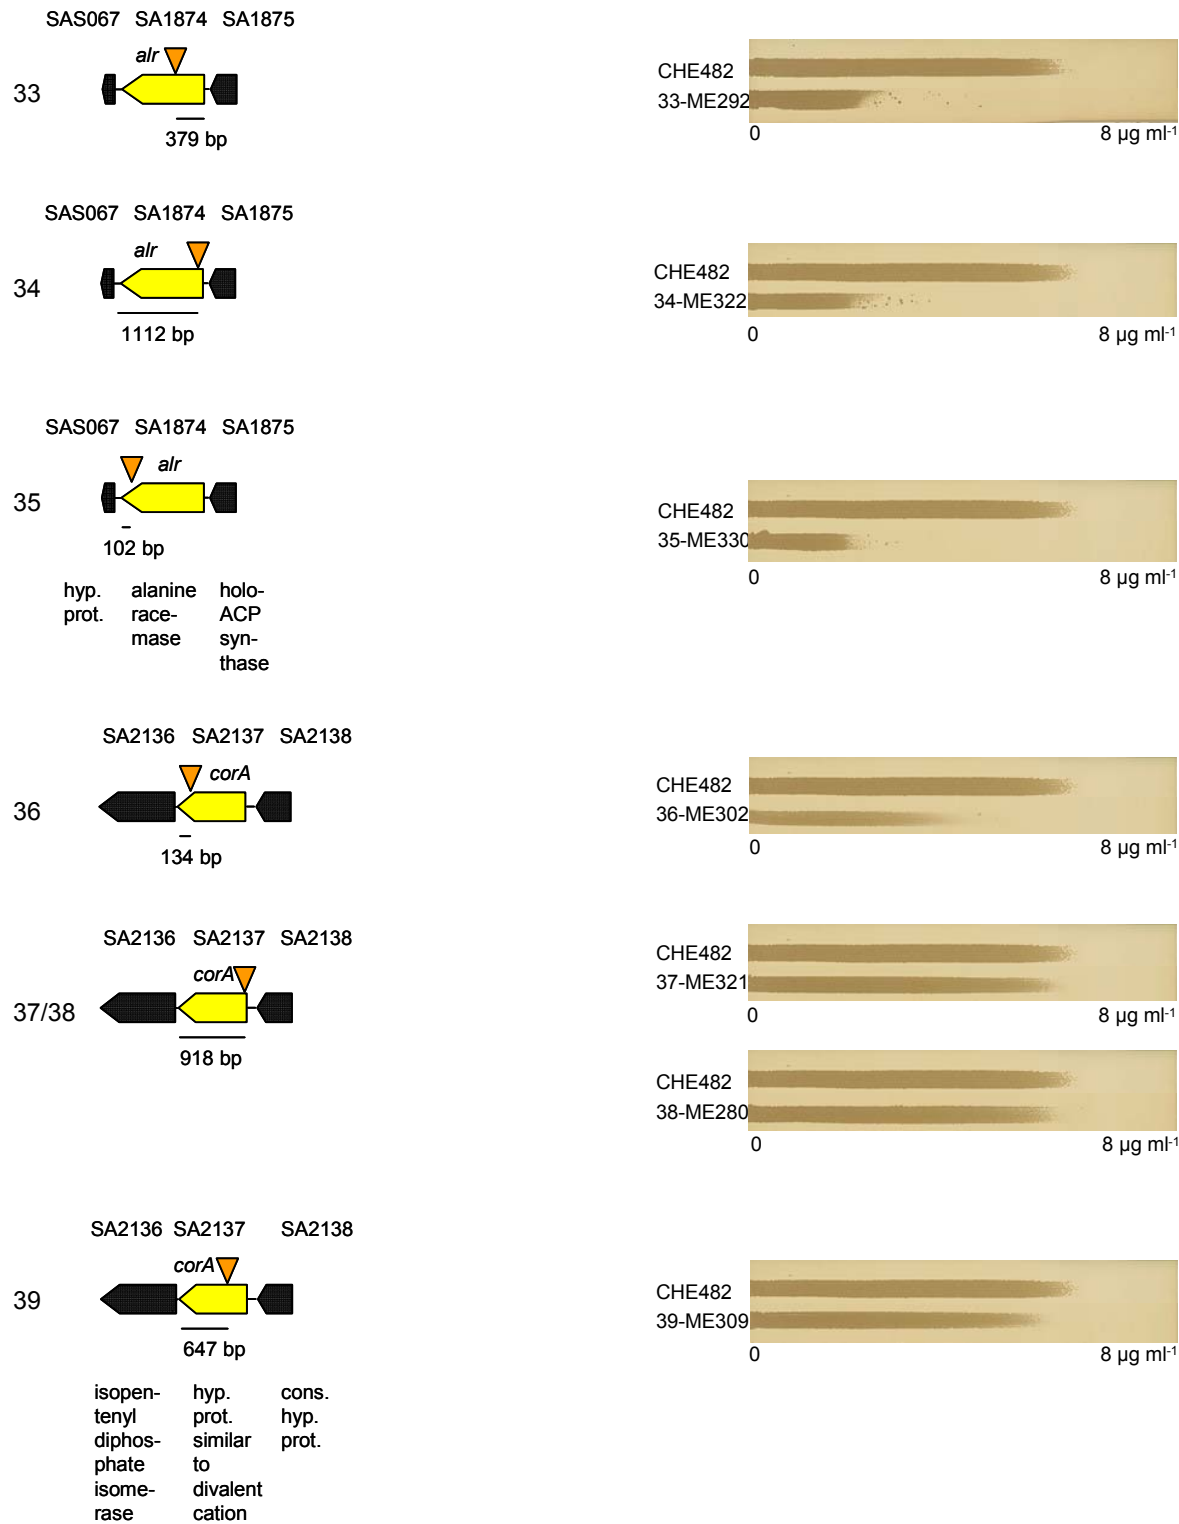 SAS067 SA1874 SA1875
alr
33
379 bp
CHE482
33-ME292
0 8 µg ml-1
SAS067 SA1874 SA1875
alr
34
1112 bp
CHE482
34-ME322
0 8 µg ml-1
SAS067 SA1874 SA1875
alr
35
102 bp
CHE482
35-ME330
0 8 µg ml-1
hyp. alanine holo-
prot. race- ACP
mase syn-
thase
SA2136 SA2137 SA2138
corA
36
134 bp
CHE482
36-ME302
0 8 µg ml-1
SA2136 SA2137 SA2138
corA
37/38
918 bp
CHE482
37-ME321
0 8 µg ml-1
CHE482
38-ME280
0 8 µg ml-1
SA2136 SA2137 SA2138
corA
39
647 bp
CHE482
39-ME309
0 8 µg ml-1
isopen- hyp. cons.
tenyl prot. hyp.
diphos- similar prot.
phate to
isome- divalent
rase cation